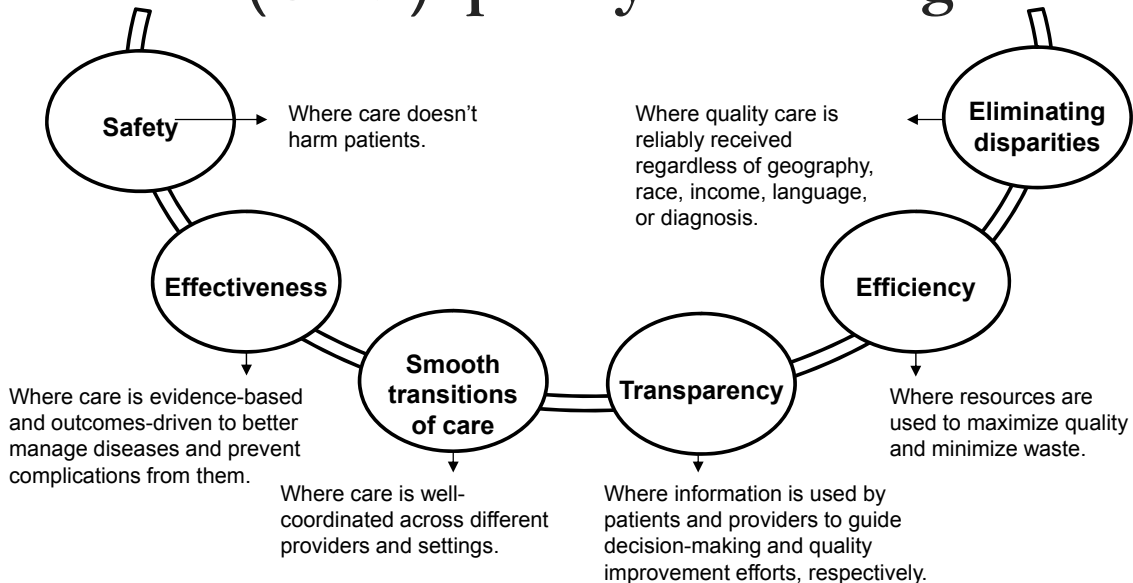 Safety
Where care doesn't
harm patients.
Where quality care is
reliably received
regardless of geography,
race, income, language,
or diagnosis.
Eliminating
disparities
Effectiveness
Efficiency
Smooth
transitions
of care
Transparency
Where care is evidence-based
and outcomes-driven to better
manage diseases and prevent
complications from them.
Where resources are
used to maximize quality
and minimize waste.
Where care is well-
coordinated across different
providers and settings.
Where information is used by
patients and providers to guide
decision-making and quality
improvement efforts, respectively.